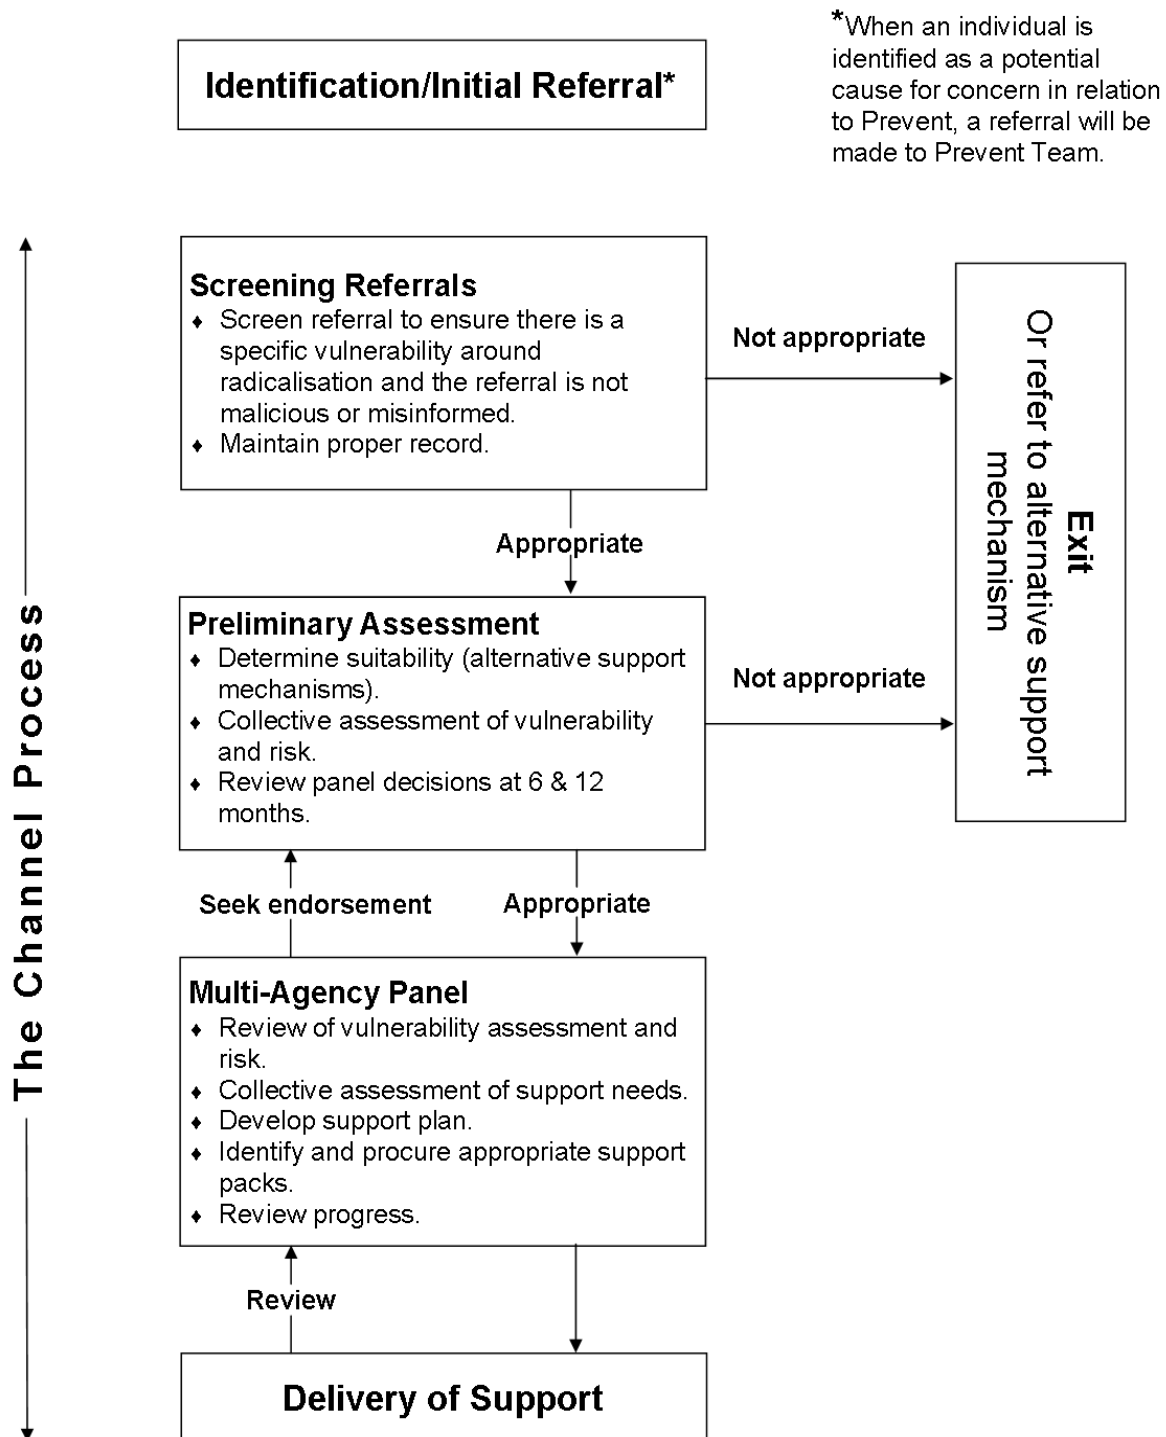 Identification/Initial Referral*
*When an individual is
identified as a potential
cause for concern in relation
to Prevent, a referral will be
made to Prevent Team.
The Channel Process
Screening Referrals
♦ Screen referral to ensure there is a
specific vulnerability around
radicalisation and the referral is not
malicious or misinformed.
♦ Maintain proper record.
Not appropriate
Exit
Or refer to alternative support
mechanism
Appropriate
Preliminary Assessment
♦ Determine suitability (alternative support
mechanisms).
♦ Collective assessment of vulnerability
and risk.
♦ Review panel decisions at 6 & 12
months.
Not appropriate
Seek endorsement
Appropriate
Multi-Agency Panel
♦ Review of vulnerability assessment and
risk.
♦ Collective assessment of support needs.
♦ Develop support plan.
♦ Identify and procure appropriate support
packs.
♦ Review progress.
Review
Delivery of Support